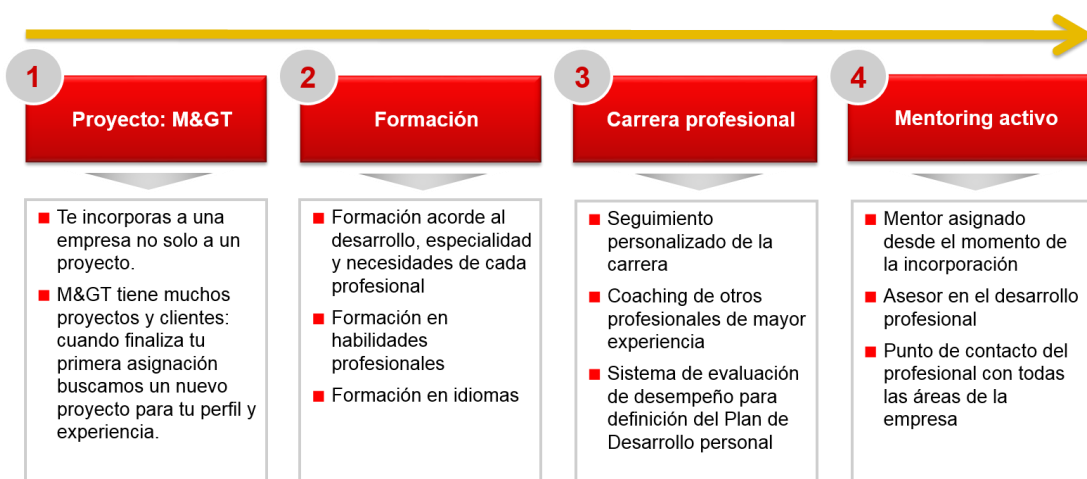 1
Proyecto: M&GT
Te incorporas a una
empresa no solo a un
proyecto.
M&GT tiene muchos
proyectos y clientes:
cuando finaliza tu
primera asignación
buscamos un nuevo
proyecto para tu perfil y
experiencia.
2
Formación
Formación acorde al
desarrollo, especialidad
y necesidades de cada
profesional
Formación en
habilidades
profesionales
Formación en idiomas
3
Carrera profesional
Seguimiento
personalizado de la
carrera
Coaching de otros
profesionales de mayor
experiencia
Sistema de evaluación
de desempeño para
definición del Plan de
Desarrollo personal
4
Mentoring activo
Mentor asignado
desde el momento de
la incorporación
Asesor en el desarrollo
profesional
Punto de contacto del
profesional con todas
las áreas de la
empresa